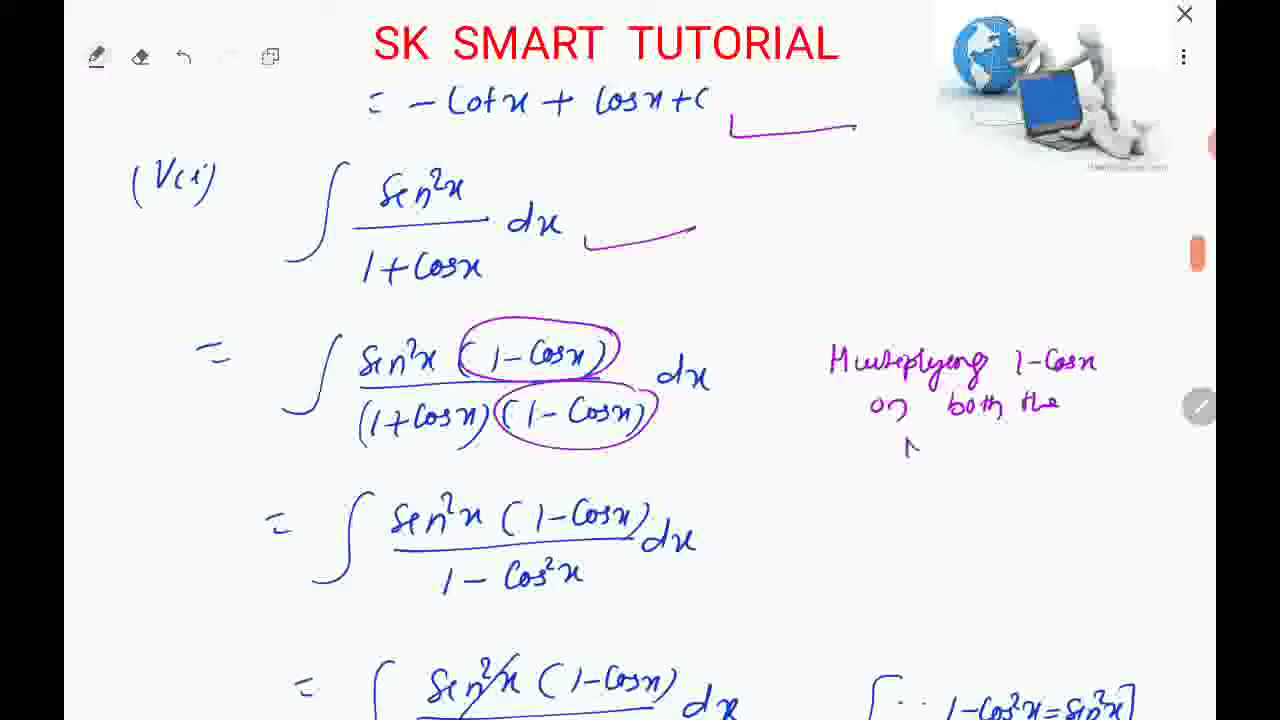 SK SMART TUTORIAL
= - Cotx + Cosx + C
(Vii) ∫ Sin²x / 1 + Cosx dx
= ∫ Sin²x (1 - Cosx) / (1 + Cosx) (1 - Cosx) dx
Multiplying 1 - Cosx
on both the
N
= ∫ Sin²x (1 - Cosx) / 1 - Cos²x dx
= ∫ Sin²x (1 - Cosx) dx
[∵ 1 - Cos²x = Sin²x]